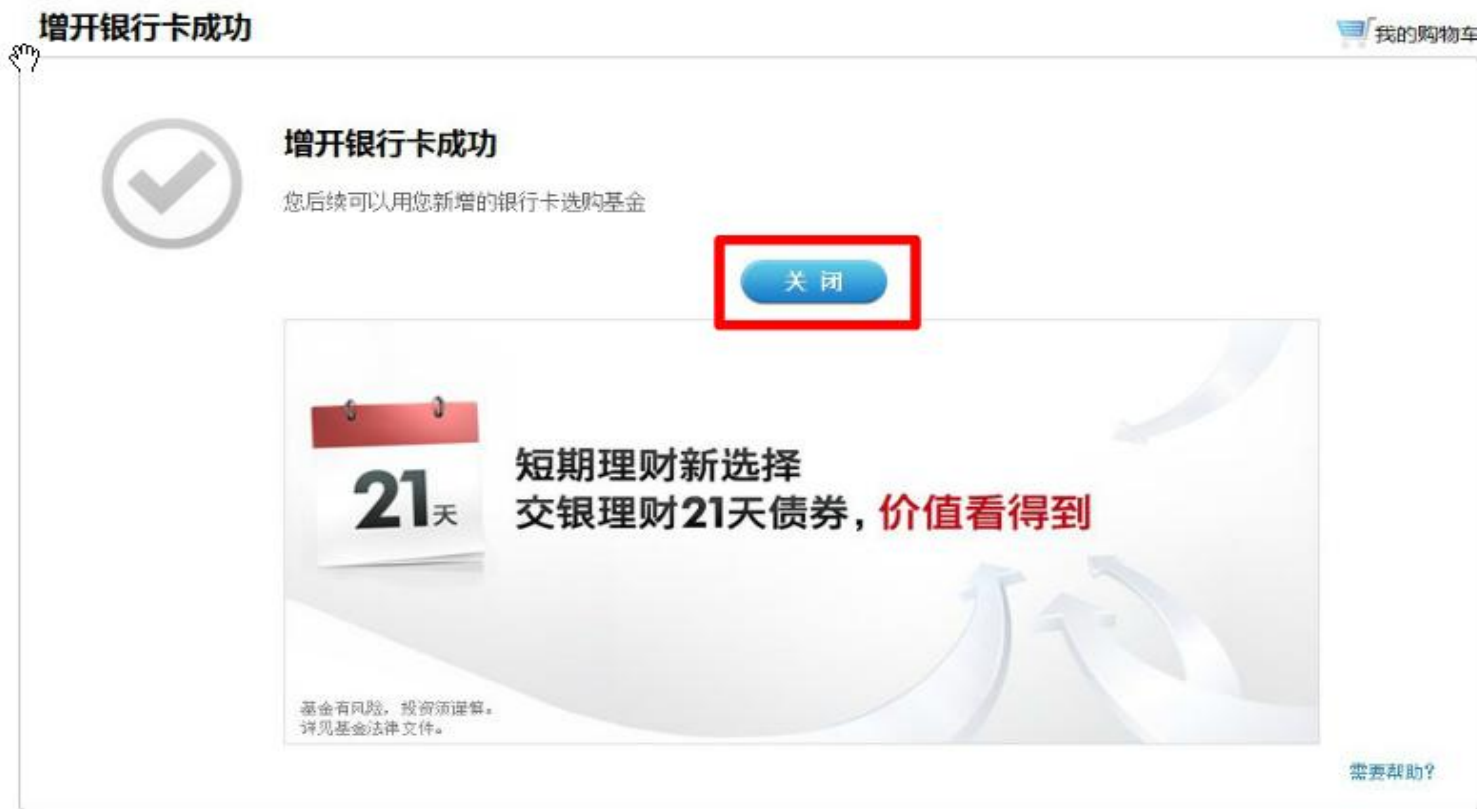 增开银行卡成功
我的购物车
增开银行卡成功
您后续可以用您新增的银行卡选购基金
关 闭
21天
短期理财新选择
交银理财21天债券，价值看得到
基金有风险，投资须谨慎。
详见基金法律文件。
需要帮助?